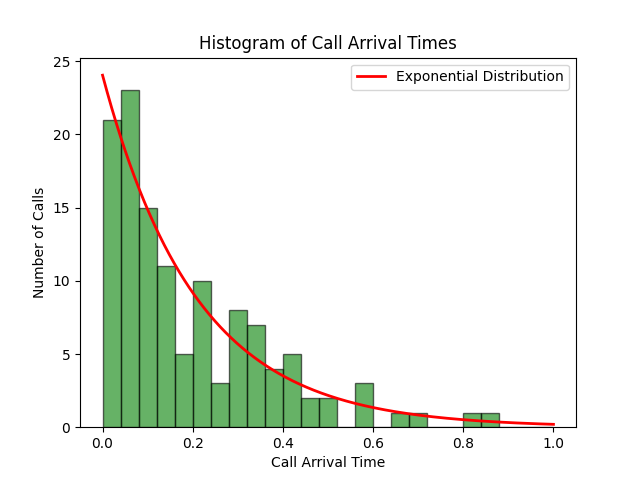 Histogram of Call Arrival Times
Exponential Distribution
Number of Calls
25
20
15
10
5
0
0.0 0.2 0.4 0.6 0.8 1.0
Call Arrival Time